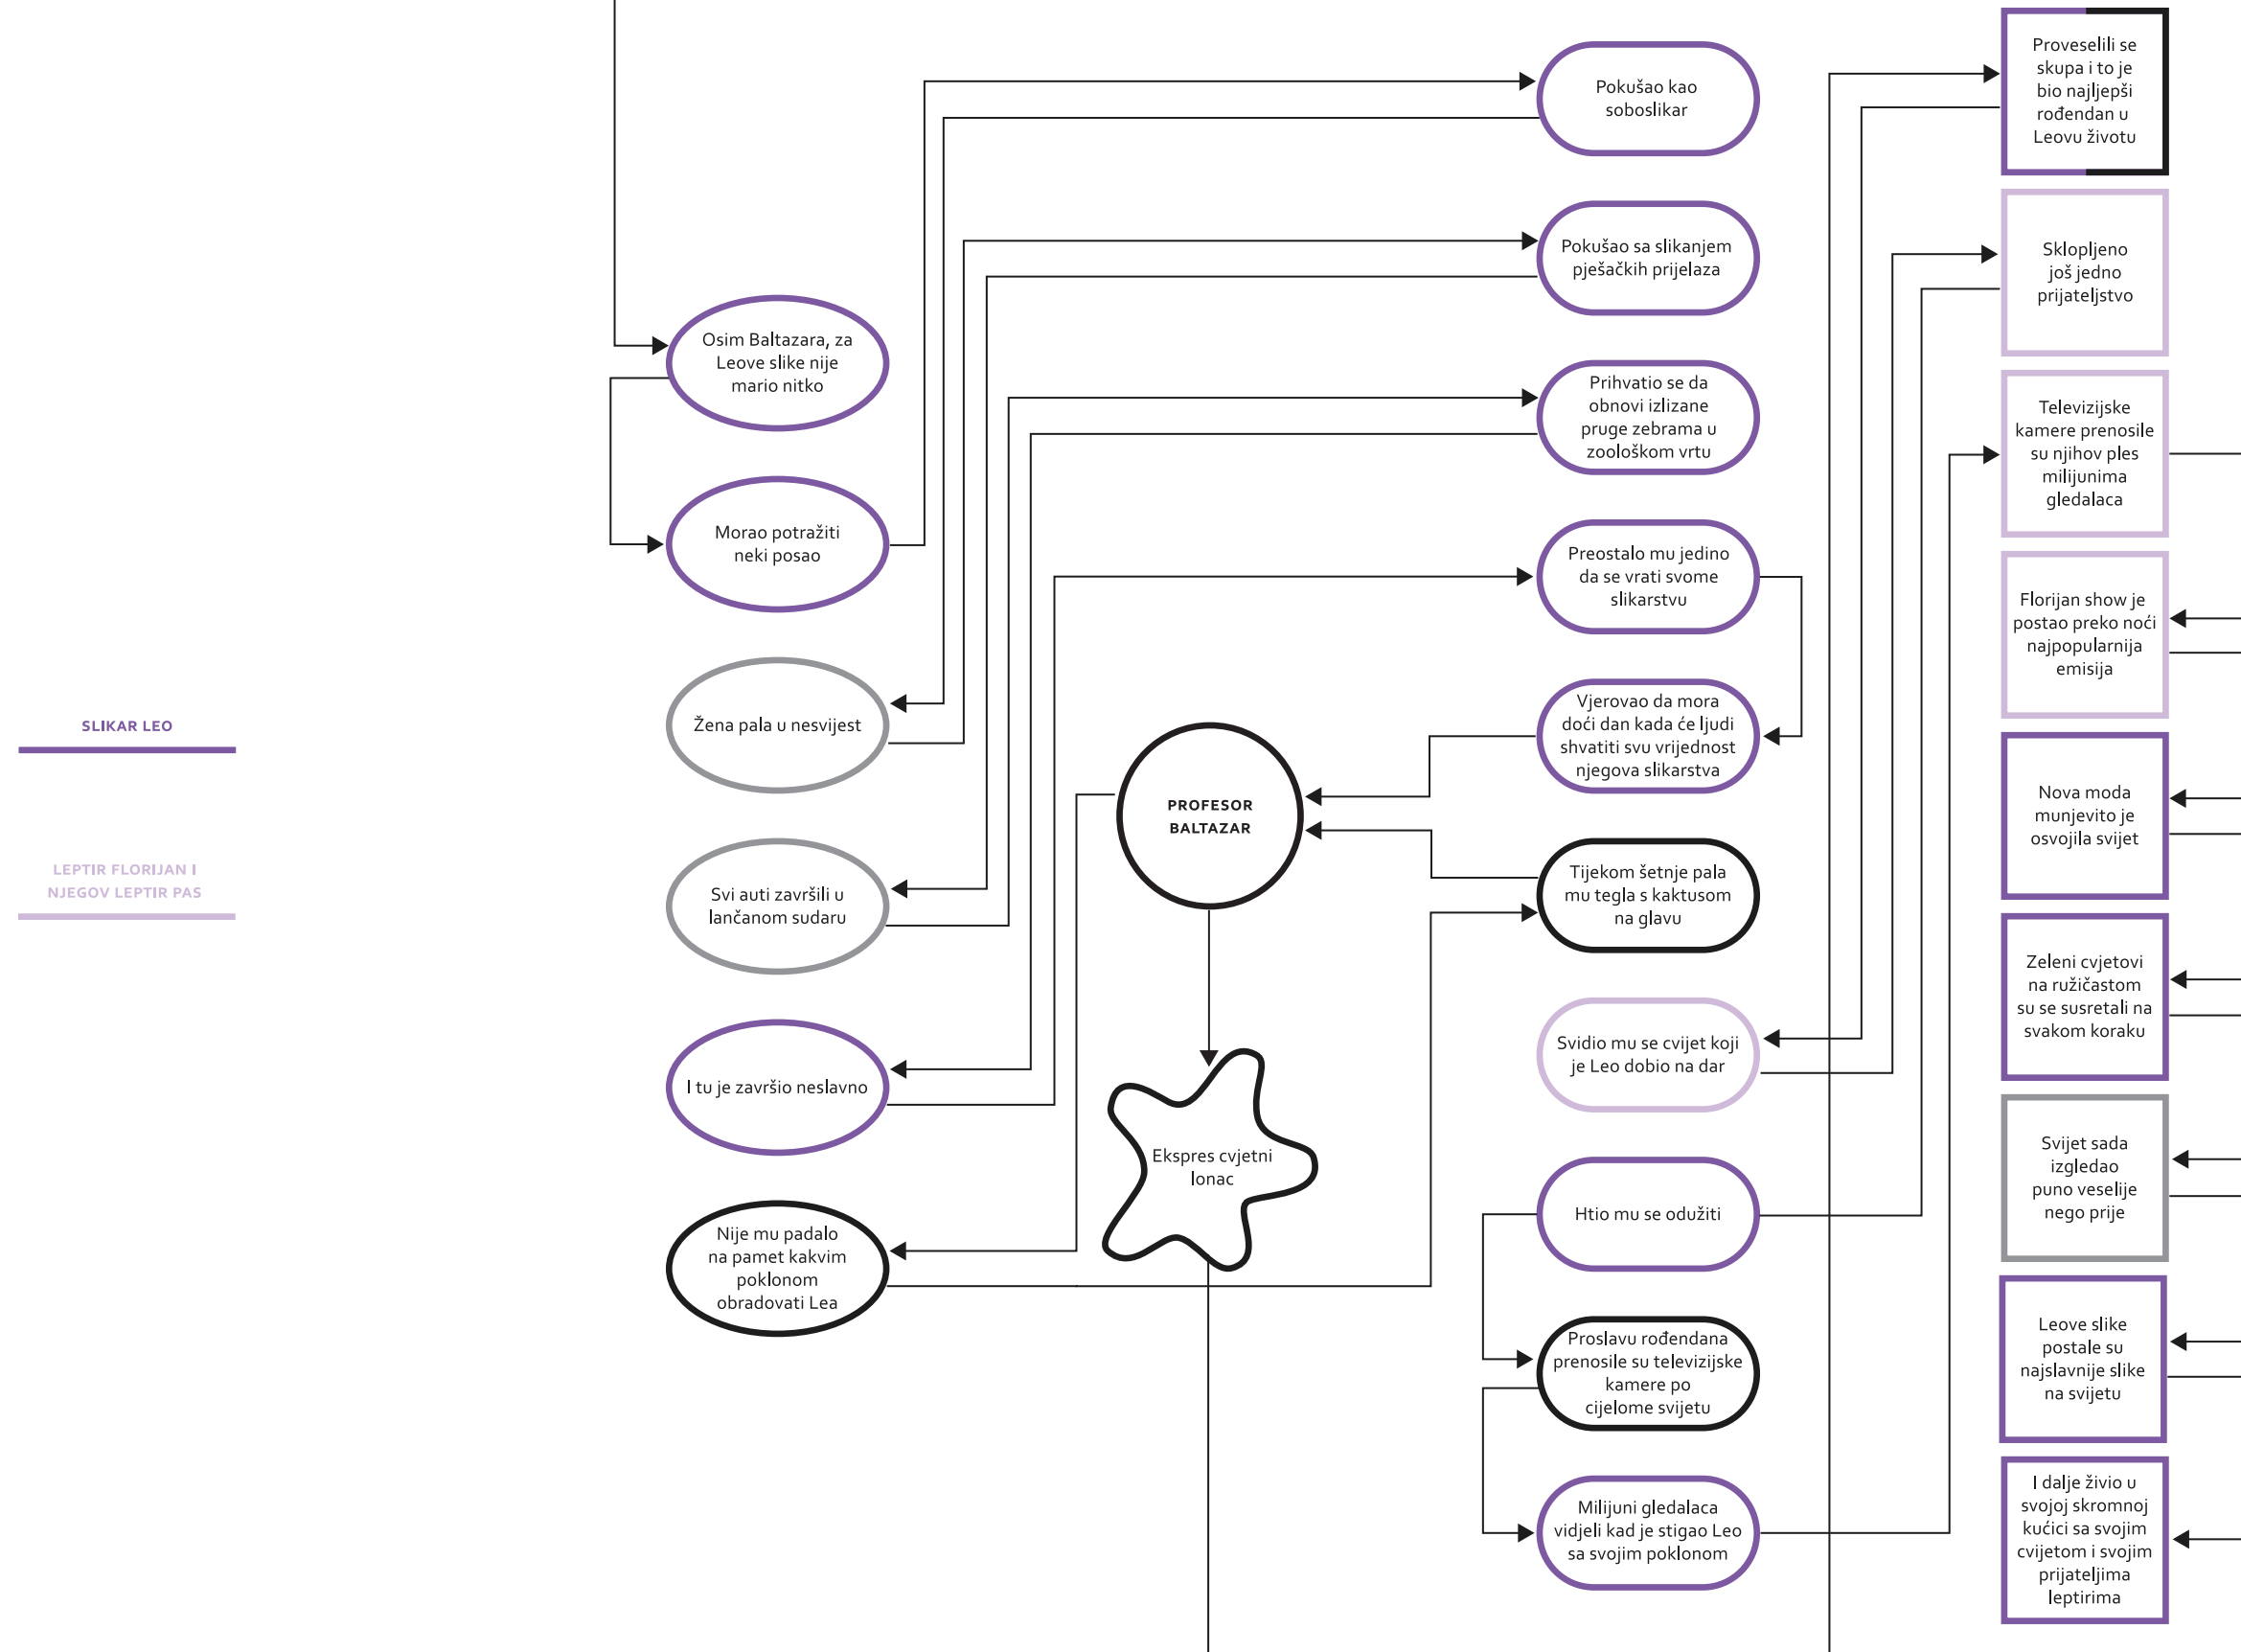 SLIKAR LEO
LEPTIR FLORIJAN I
NJEGOV LEPTIR PAS
Osim Baltazara, za
Leove slike nije
mario nitko
Morao potražiti
neki posao
Žena pala u nesvijest
Svi auti završili u
lančanom sudaru
I tu je završio neslavno
Nije mu padalo
na pamet kakvim
poklonom
obradovati Lea
PROFESOR
BALTAZAR
Ekspres cvjetni
lonac
Pokušao kao
soboslikar
Pokušao sa slikanjem
pješačkih prijelaza
Prihvatio se da
obnovi izlizane
pruge zebrama u
zoološkom vrtu
Preostalo mu jedino
da se vrati svome
slikarstvu
Vjerovao da mora
doći dan kada će ljudi
shvatiti svu vrijednost
njegova slikarstva
Tijekom šetnje pala
mu tegla s kaktusom
na glavu
Svidio mu se cvijet koji
je Leo dobio na dar
Htio mu se odužiti
Proslavu rođendana
prenosile su televizijske
kamere po
cijelome svijetu
Milijuni gledalaca
vidjeli kad je stigao Leo
sa svojim poklonom
Proveselili se
skupa i to je
bio najljepši
rođendan u
Leovu životu
Sklopljeno
još jedno
prijateljstvo
Televizijske
kamere prenosile
su njihov ples
milijunima
gledalaca
Florijan show je
postao preko noći
najpopularnija
emisija
Nova moda
munjevito je
osvojila svijet
Zeleni cvjetovi
na ružičastom
su se susretali na
svakom koraku
Svijet sada
izgledao
puno veselije
nego prije
Leove slike
postale su
najslavnije slike
na svijetu
I dalje živio u
svojoj skromnoj
kućici sa svojim
cvijetom i svojim
prijateljima
leptirima